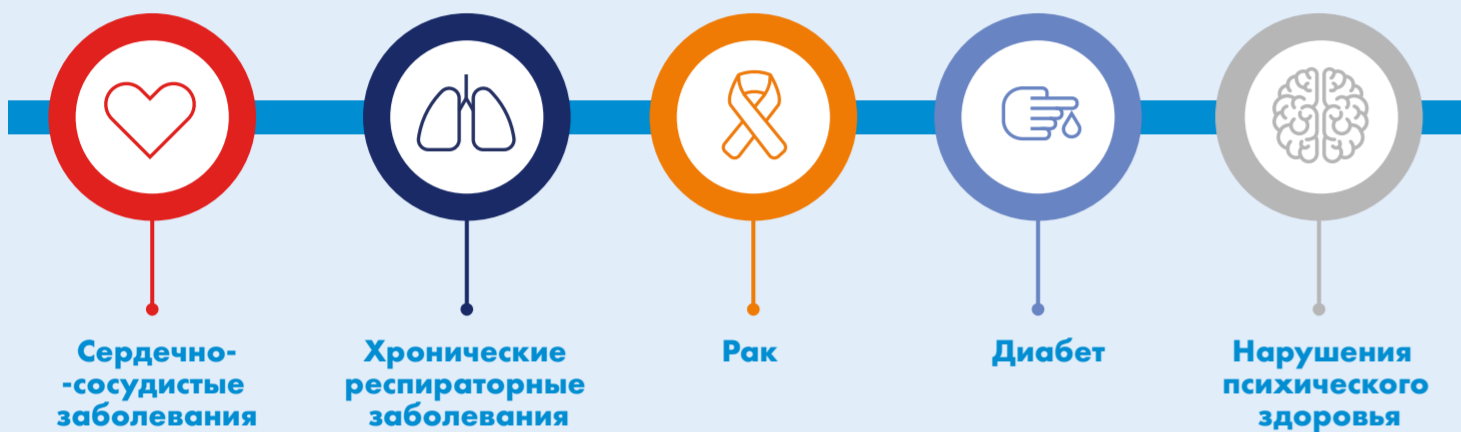 Сердечно-
-сосудистые
заболевания
Хронические
респираторные
заболевания
Рак
Диабет
Нарушения
психического
здоровья